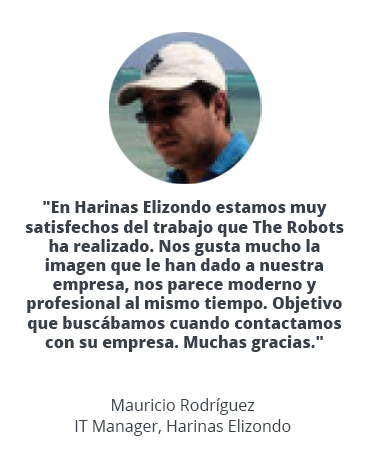 "En Harinas Elizondo estamos muy
satisfechos del trabajo que The Robots
ha realizado. Nos gusta mucho la
imagen que le han dado a nuestra
empresa, nos parece moderno y
profesional al mismo tiempo. Objetivo
que buscábamos cuando contactamos
con su empresa. Muchas gracias."
Mauricio Rodríguez
IT Manager, Harinas Elizondo